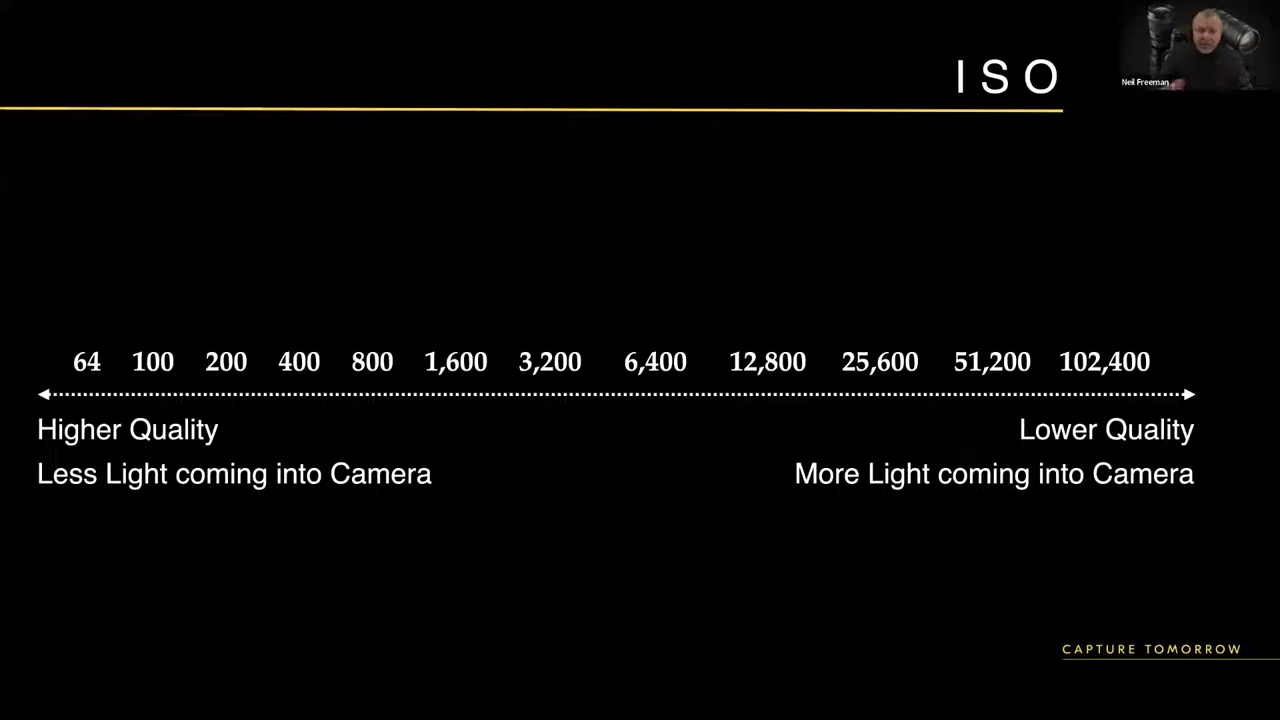 I S O
Neil Freeman
64 100 200 400 800 1,600 3,200 6,400 12,800 25,600 51,200 102,400
Higher Quality Lower Quality
Less Light coming into Camera More Light coming into Camera
CAPTURE TOMORROW